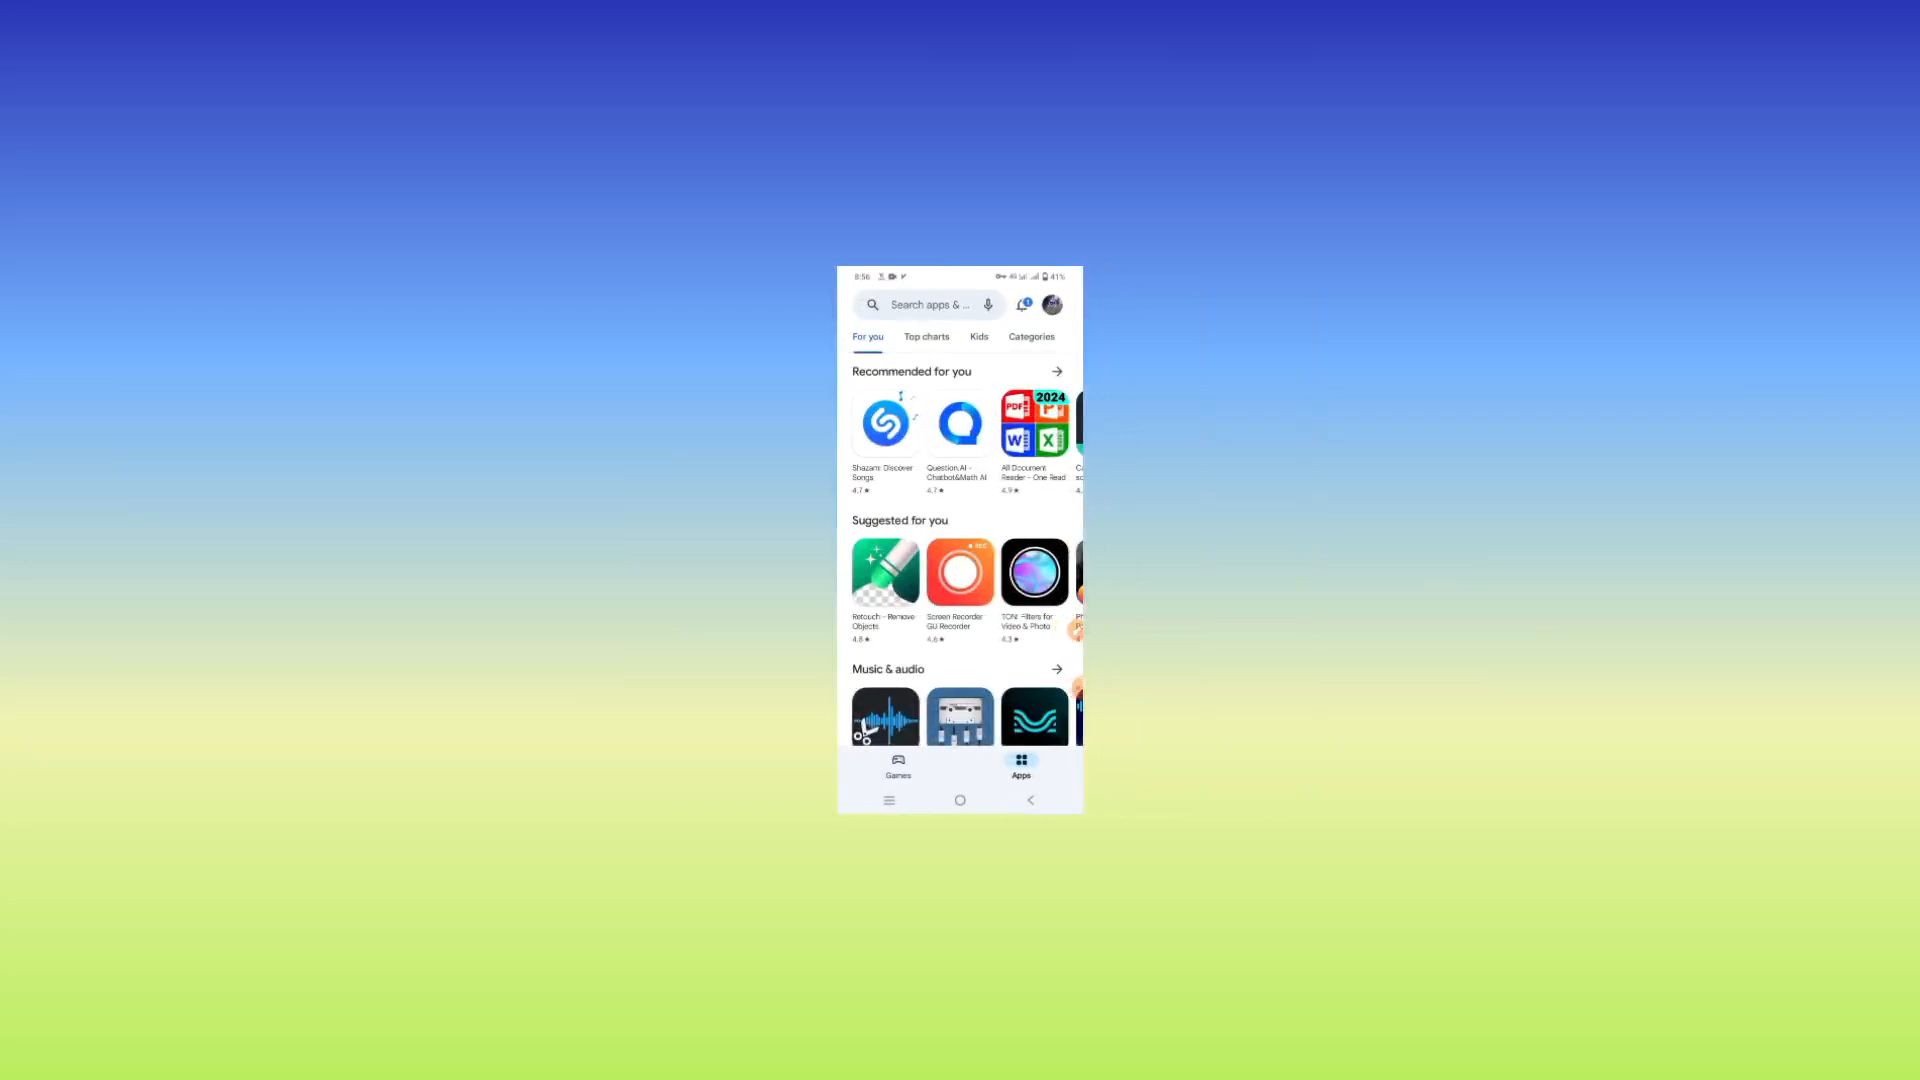 8:56
41%
Search apps & ...
1
For you Top charts Kids Categories
Recommended for you
2024
PDF
W X
Shazam: Discover Songs
4.7★
Question.AI - Chatbot&Math AI
4.7★
All Document Reader - One Read
4.9★
Suggested for you
REC
Retouch - Remove Objects
4.8★
Screen Recorder GU Recorder
4.6★
TON: Filters for Video & Photo
4.3★
Music & audio
Games
Apps